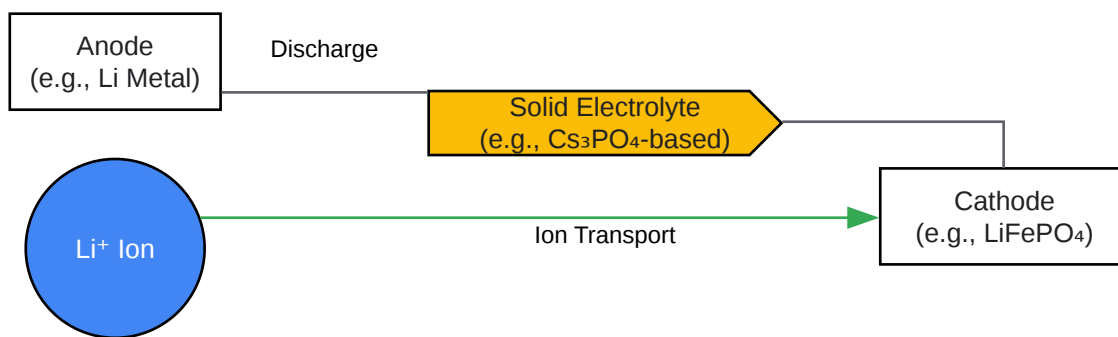 Anode
(e.g., Li Metal)
Discharge
Solid Electrolyte
(e.g., Cs₃PO₄-based)
Li⁺ Ion
Ion Transport
Cathode
(e.g., LiFePO₄)